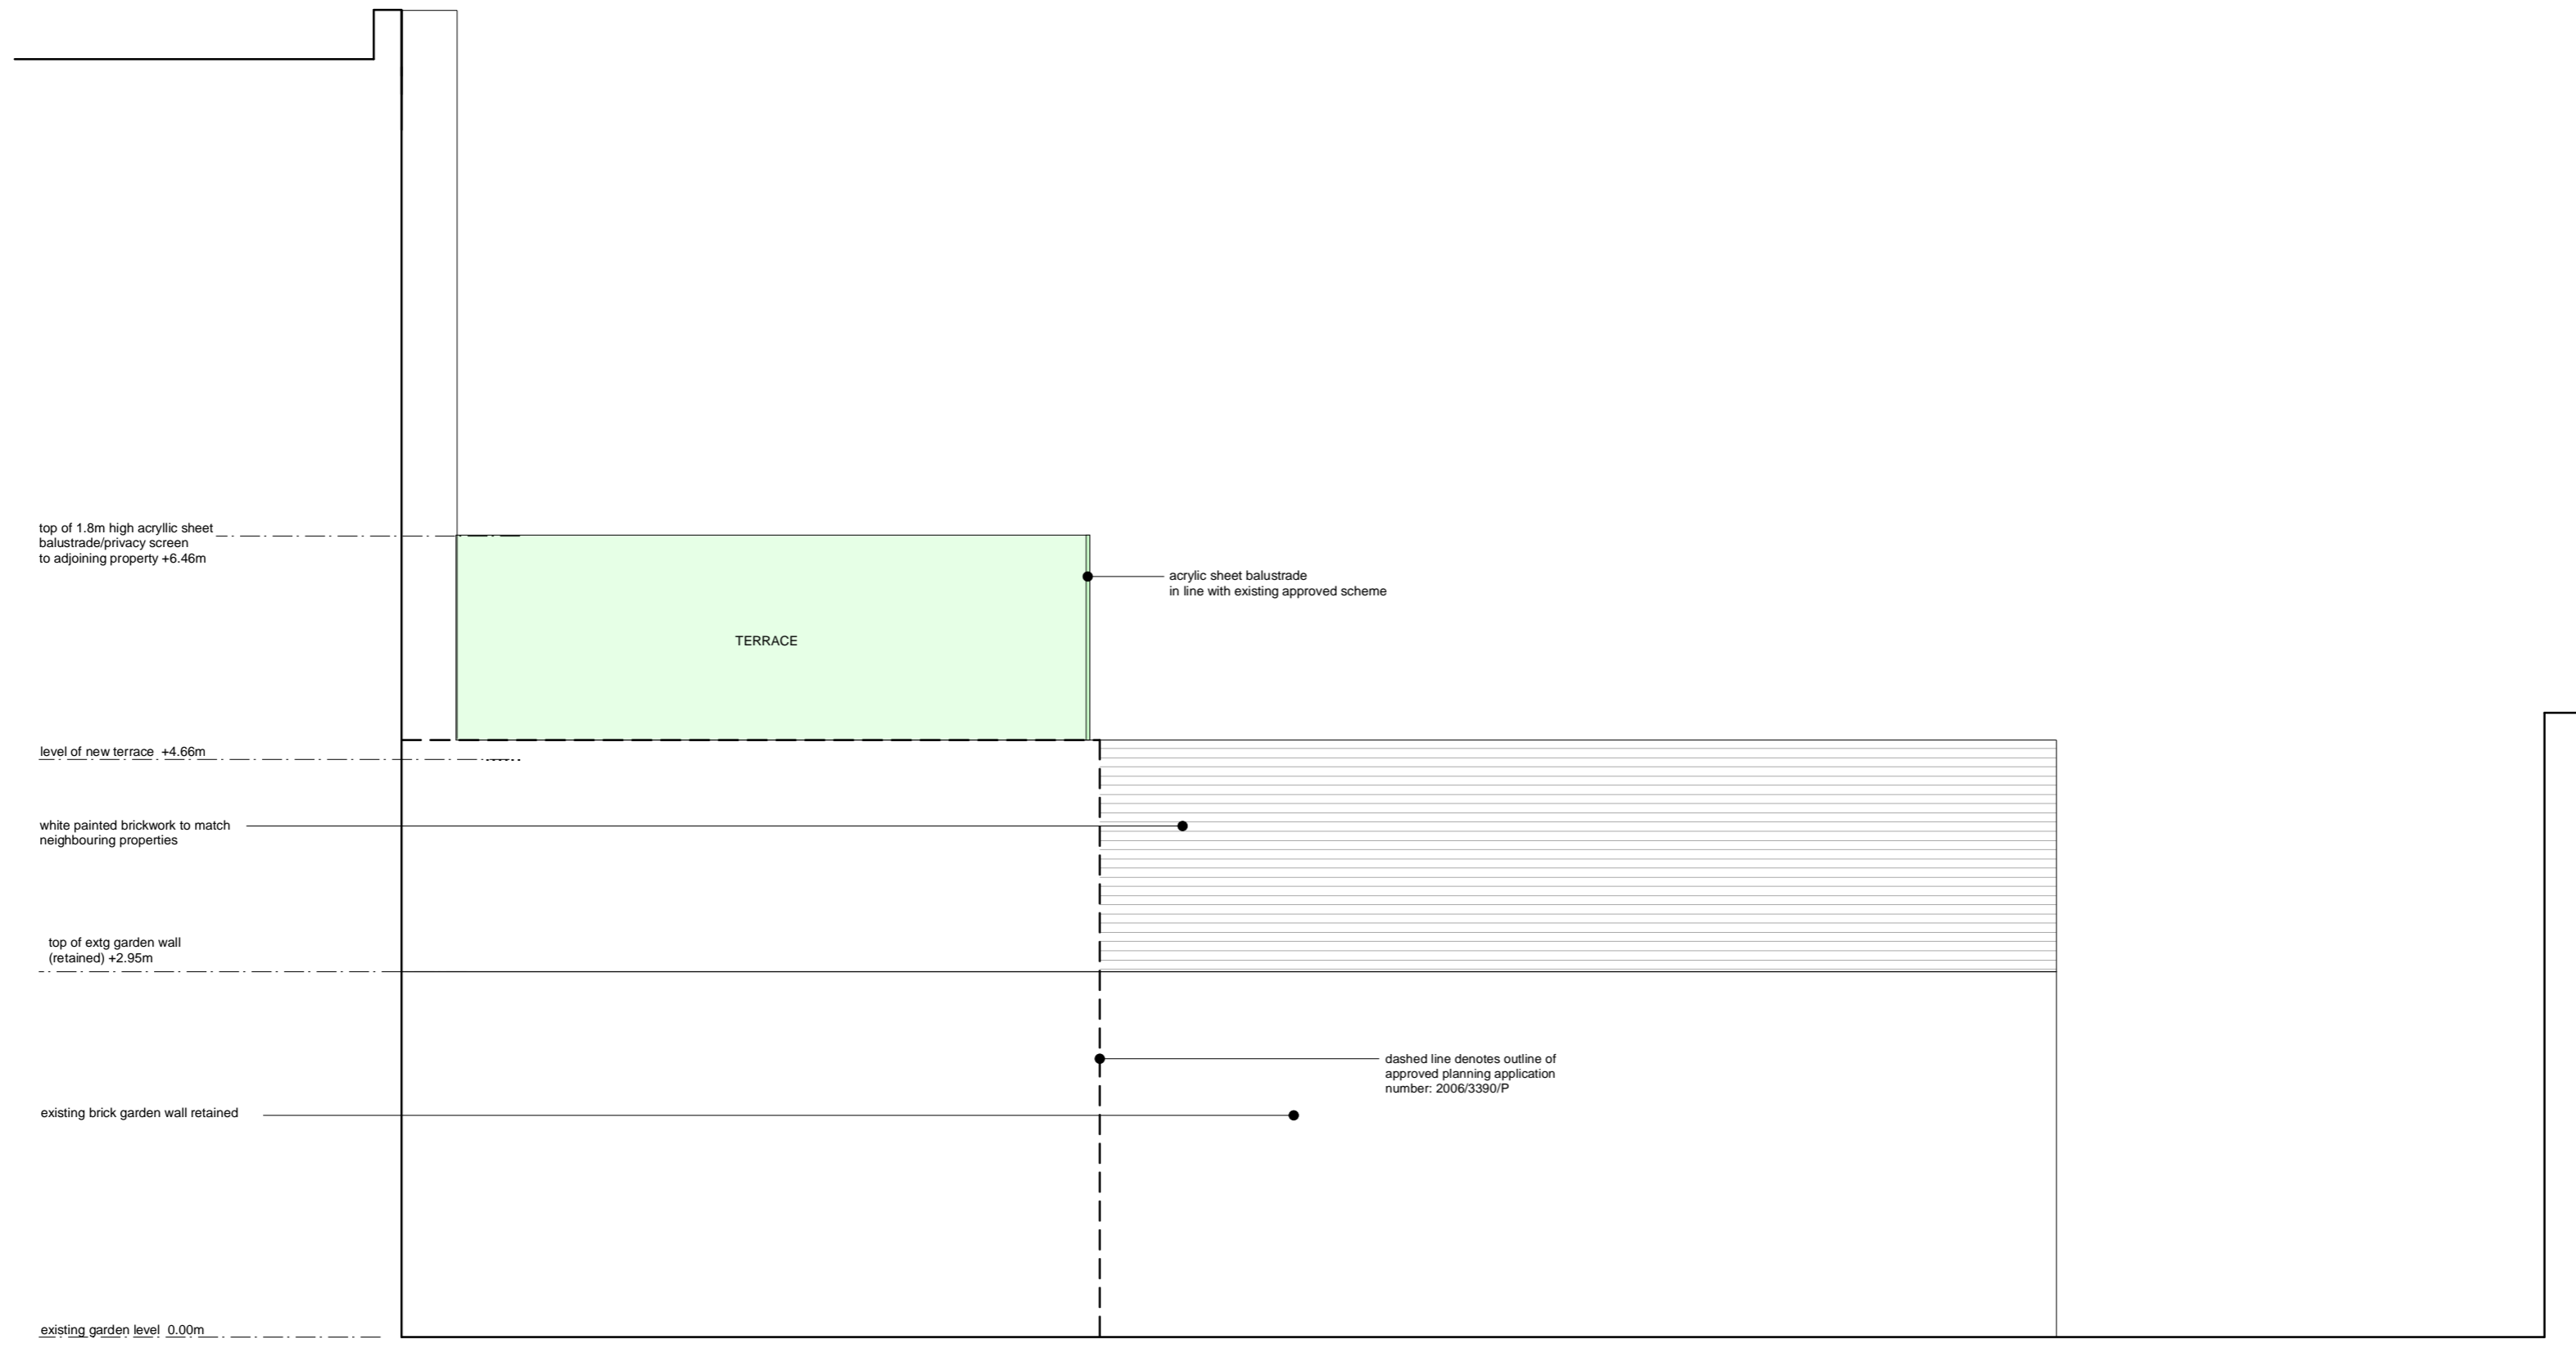 top of 1.8m high acryllic sheet
balustrade/privacy screen
to adjoining property +6.46m
acrylic sheet balustrade
in line with existing approved scheme
TERRACE
level of new terrace +4.66m
white painted brickwork to match
neighbouring properties
top of extg garden wall
(retained) +2.95m
dashed line denotes outline of
approved planning application
number: 2006/3390/P
existing brick garden wall retained
existing garden level 0.00m